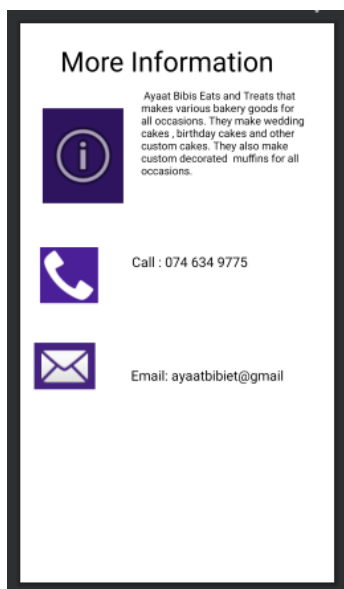 More Information
Ayaat Bibis Eats and Treats that
makes various bakery goods for
all occasions. They make wedding
cakes , birthday cakes and other
custom cakes. They also make
custom decorated  muffins for all
occasions.
Call : 074 634 9775
Email: ayaatbibiet@gmail